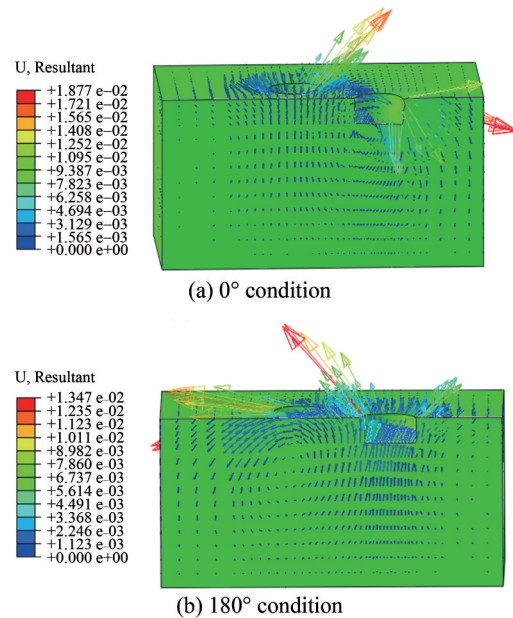 U, Resultant
+1.877 e–02
+1.721 e–02
+1.565 e–02
+1.408 e–02
+1.252 e–02
+1.095 e–02
+9.387 e–03
+7.823 e–03
+6.258 e–03
+4.694 e–03
+3.129 e–03
+1.565 e–03
+0.000 e+00
(a) 0° condition
U, Resultant
+1.347 e–02
+1.235 e–02
+1.123 e–02
+1.011 e–02
+8.982 e–03
+7.860 e–03
+6.737 e–03
+5.614 e–03
+4.491 e–03
+3.368 e–03
+2.246 e–03
+1.123 e–03
+0.000 e+00
(b) 180° condition